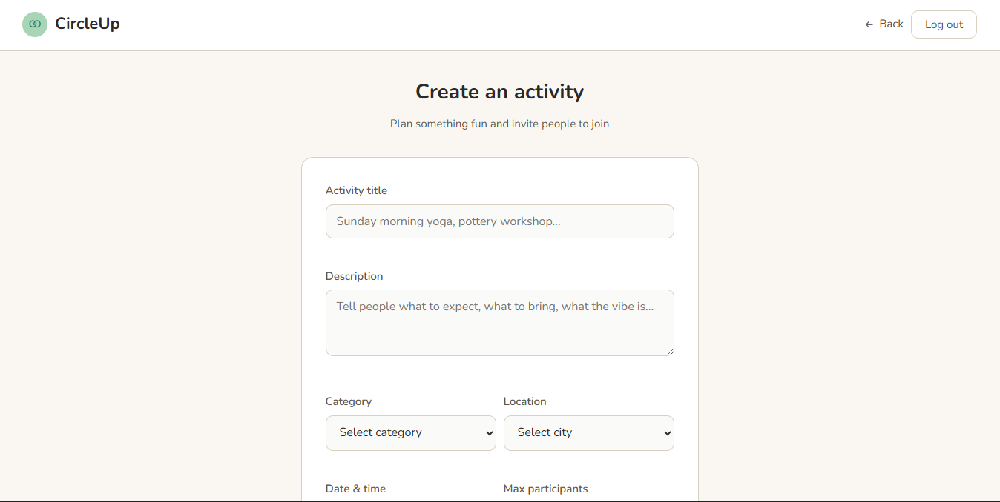 CircleUp
← Back
Log out
Create an activity
Plan something fun and invite people to join
Activity title
Sunday morning yoga, pottery workshop...
Description
Tell people what to expect, what to bring, what the vibe is...
Category
Location
Select category
Select city
Date & time
Max participants